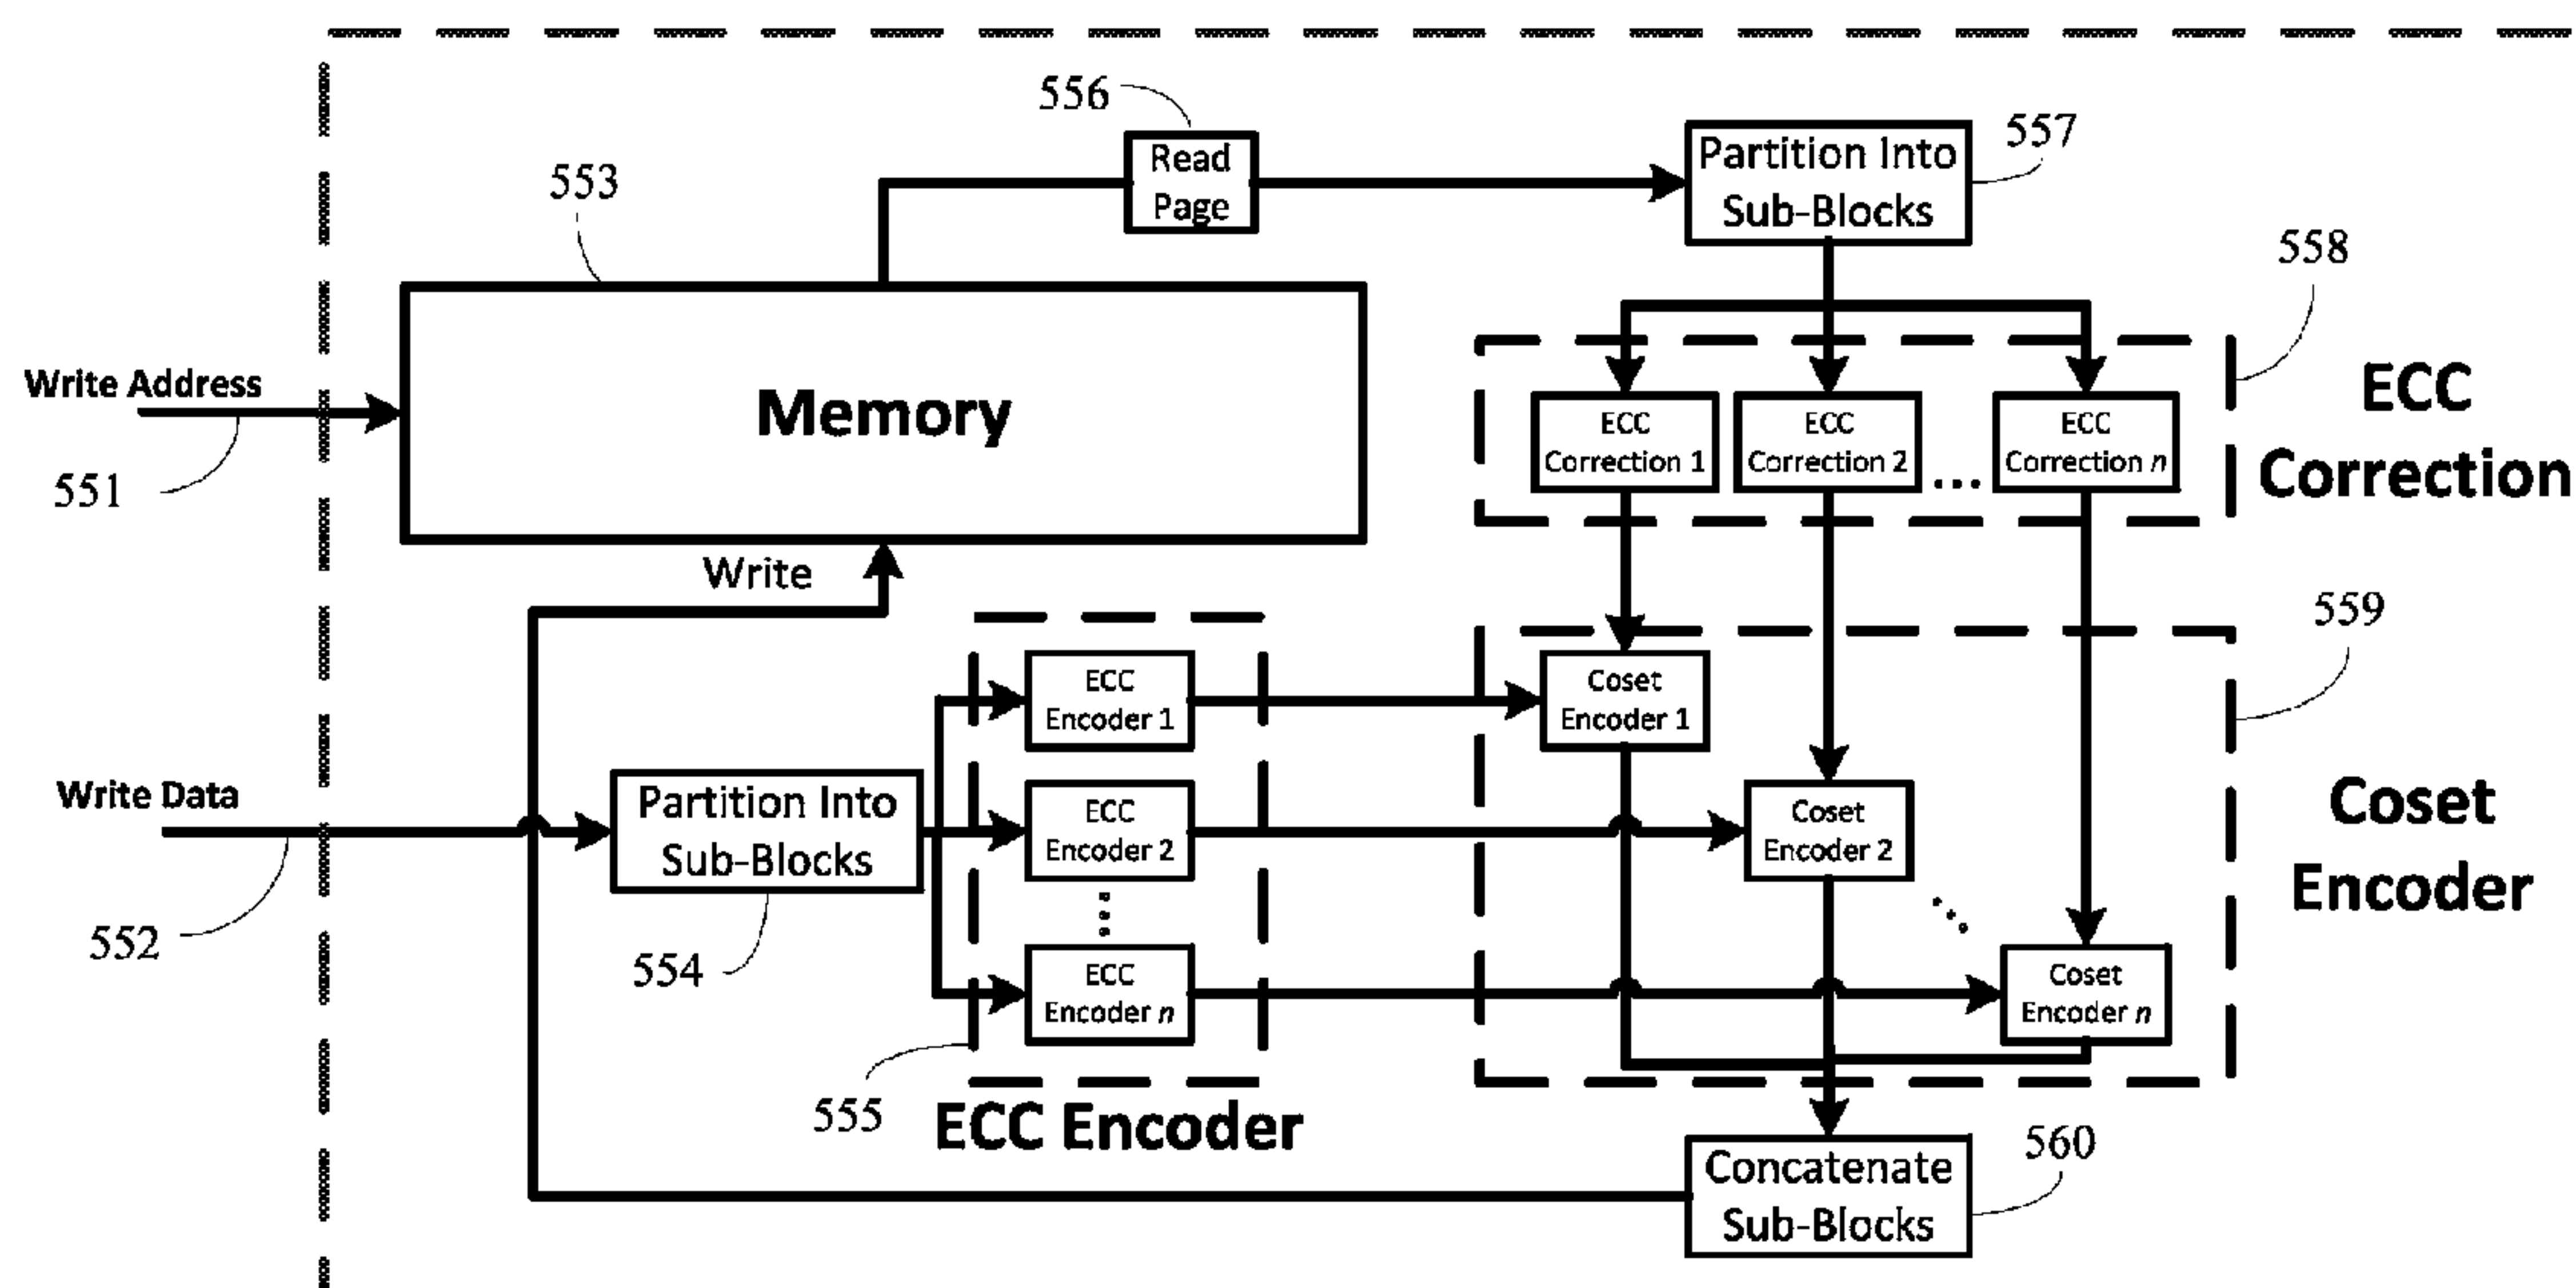 556
Read
Page
Partition Into
Sub-Blocks
557
553
558
Write Address
551
Memory
ECC
Correction 1
ECC
Correction 2
...
ECC
Correction n
ECC
Correction
Write
559
ECC
Encoder 1
Coset
Encoder 1
Write Data
552
Partition Into
Sub-Blocks
554
ECC
Encoder 2
Coset
Encoder 2
Coset
Encoder
ECC
Encoder n
Coset
Encoder n
555
ECC Encoder
Concatenate
Sub-Blocks
560